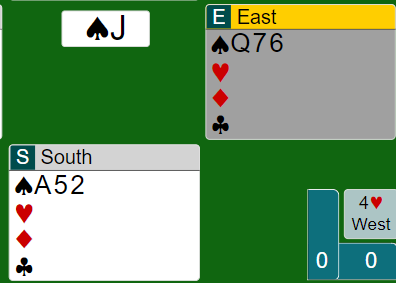 ♠J
E East
♠Q76
♥
♦
♣
S South
♠A52
♥
♦
♣
4♥
West
0 0